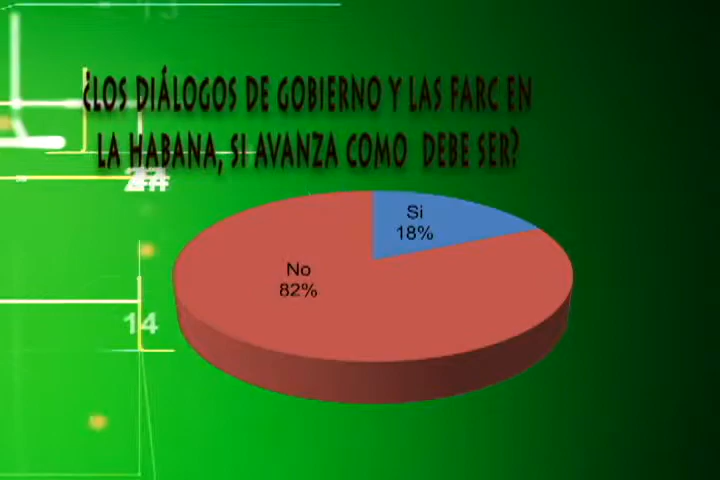 ¿LOS DIÁLOGOS DE GOBIERNO Y LAS FARC EN
LA HABANA, SI AVANZA COMO DEBE SER?
Si
18%
No
82%
14